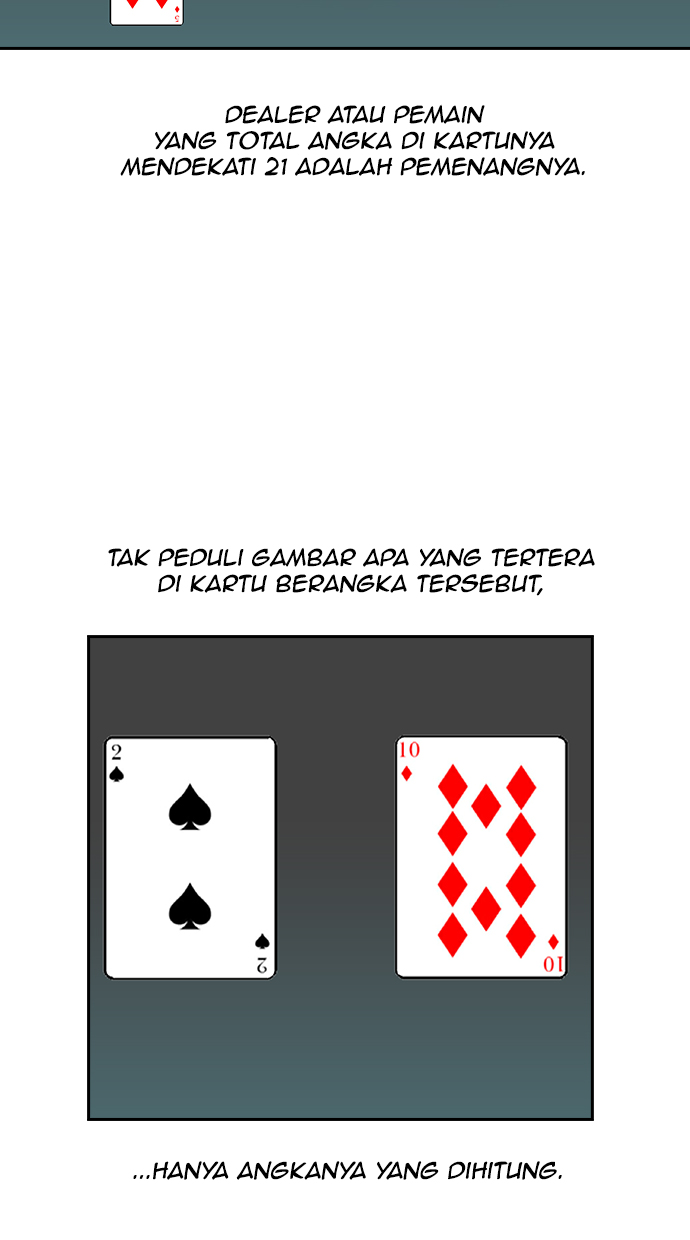 5
DEALER ATAU PEMAIN
YANG TOTAL ANGKA DI KARTUNYA
MENDEKATI 21 ADALAH PEMENANGNYA.
TAK PEDULI GAMBAR APA YANG TERTERA
DI KARTU BERANGKA TERSEBUT,
2
10
2
10
...HANYA ANGKANYA YANG DIHITUNG.